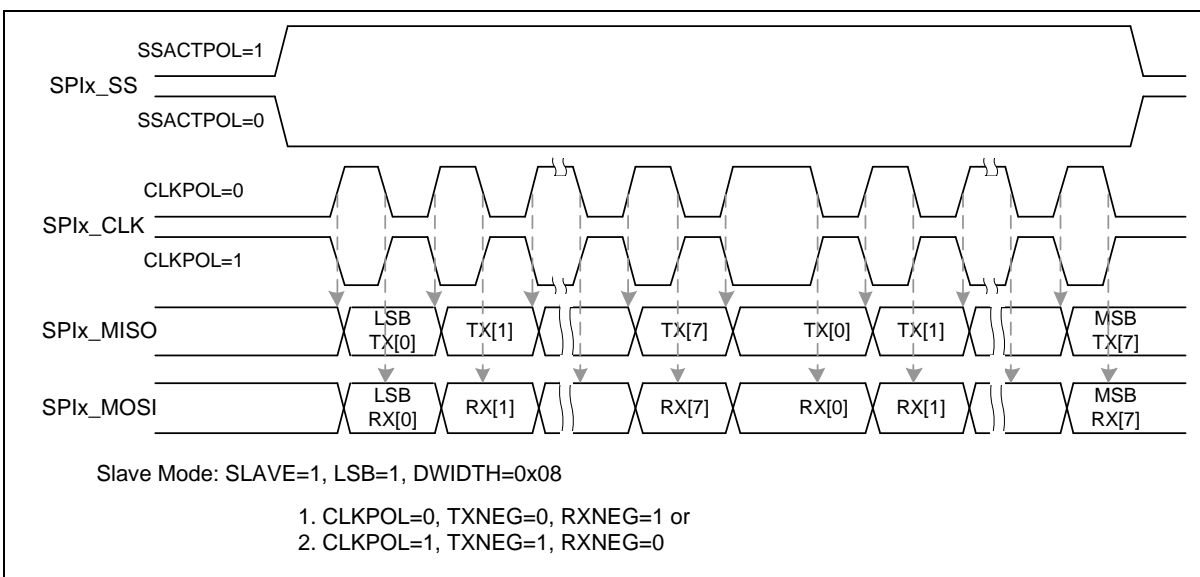 SSACTPOL=1
SPIx_SS
SSACTPOL=0
CLKPOL=0
SPIx_CLK
CLKPOL=1
SPIx_MISO
LSB
TX[0]
TX[1]
TX[7]
TX[0]
TX[1]
MSB
TX[7]
SPIx_MOSI
LSB
RX[0]
RX[1]
RX[7]
RX[0]
RX[1]
MSB
RX[7]
Slave Mode: SLAVE=1, LSB=1, DWIDTH=0x08
1. CLKPOL=0, TXNEG=0, RXNEG=1 or
2. CLKPOL=1, TXNEG=1, RXNEG=0